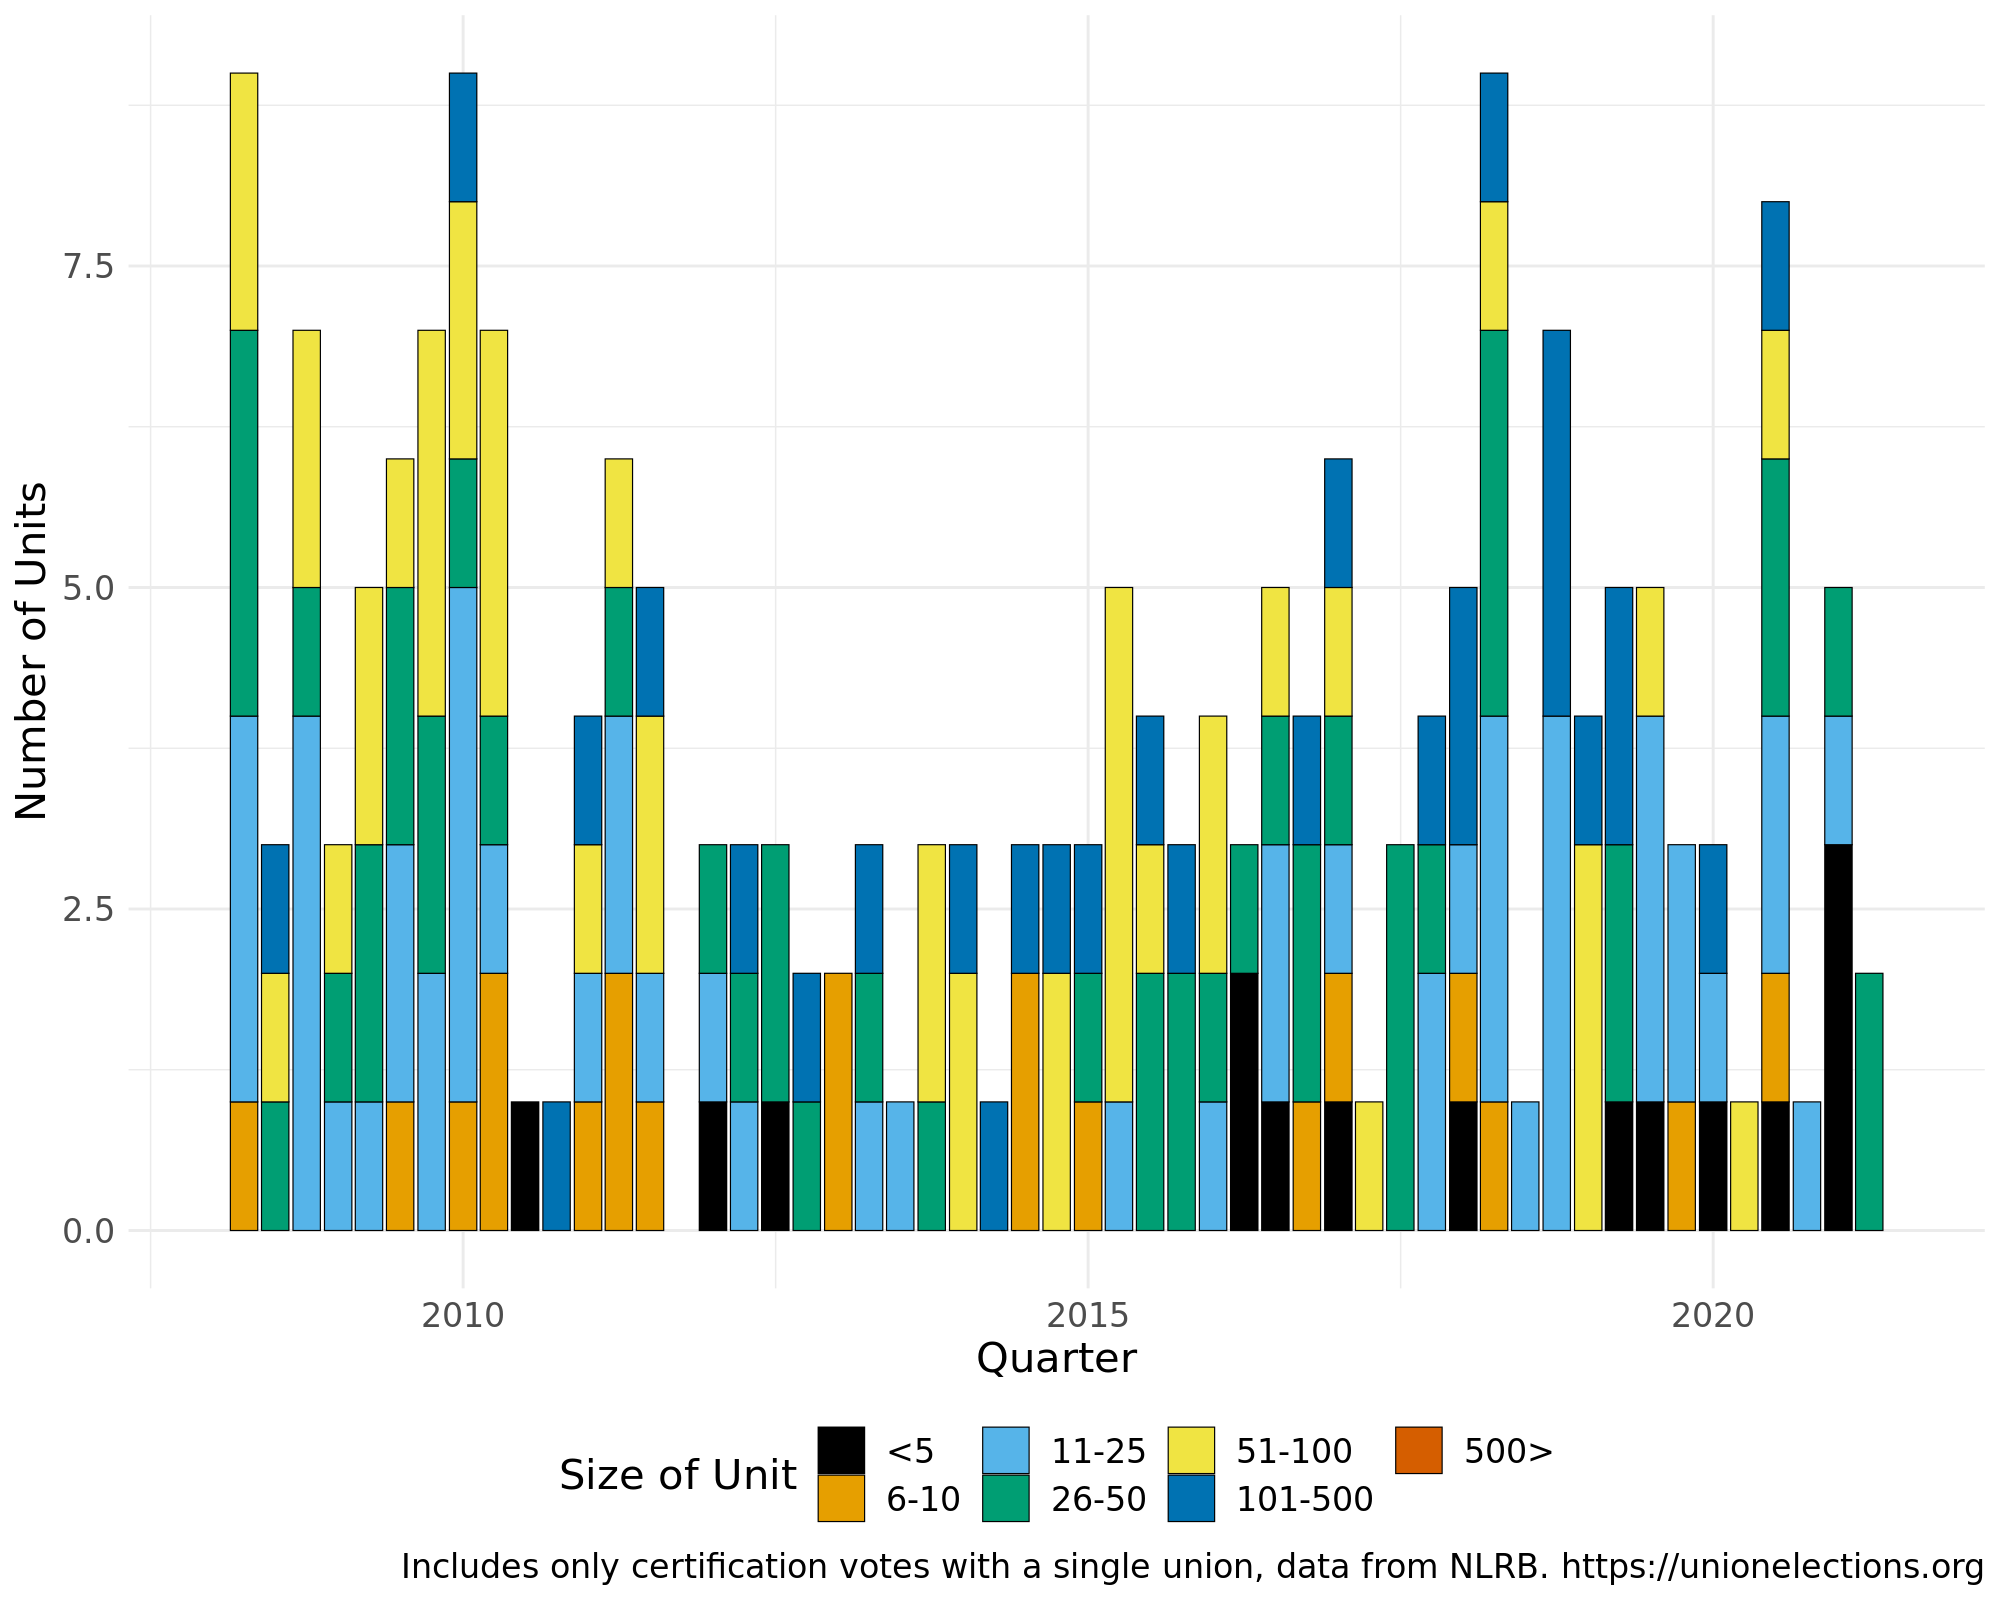 7.5
5.0
2.5
0.0
Number of Units
2010 2015 2020
Quarter
Size of Unit
<5 11-25 51-100 500>
6-10 26-50 101-500
Includes only certification votes with a single union, data from NLRB. https://unionelections.org